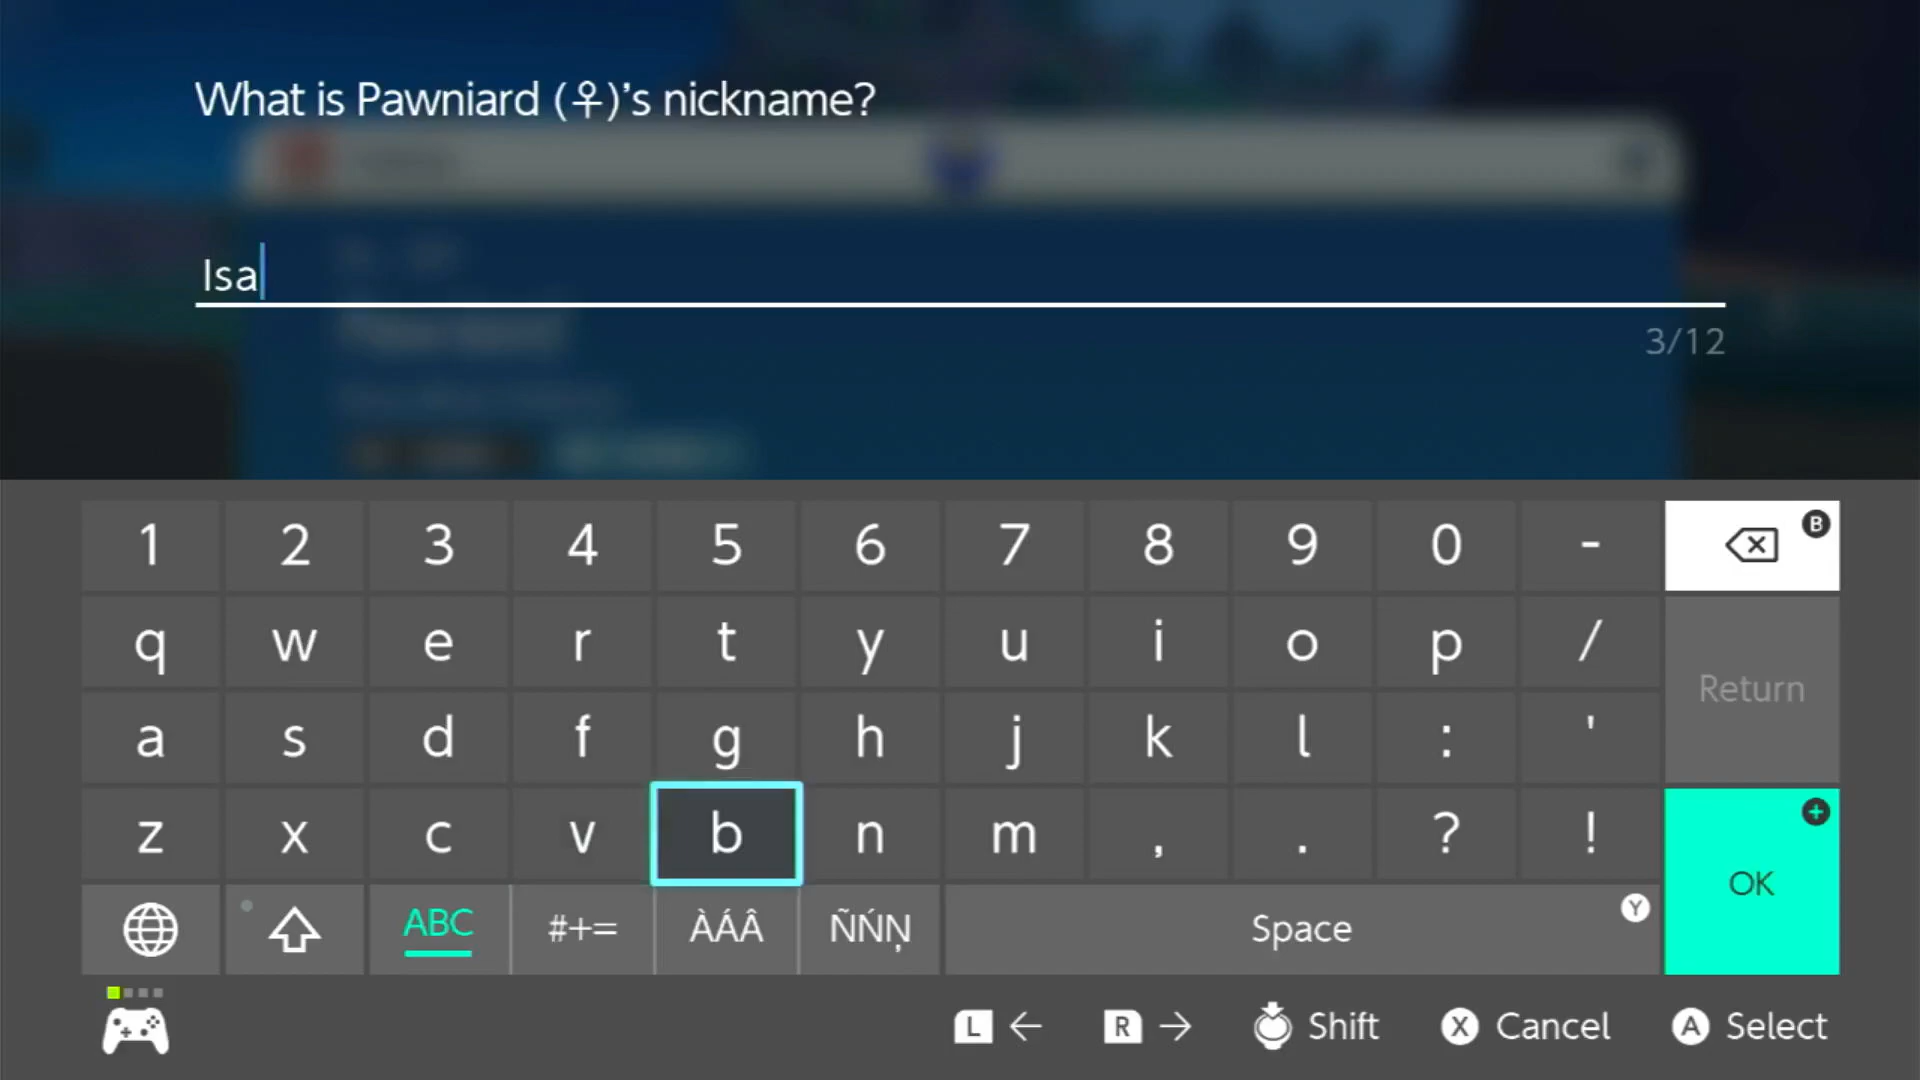 What is Pawniard (♀)'s nickname?
Isa
3/12
1 2 3 4 5 6 7 8 9 0 - B
q w e r t y u i o p /
Return
a s d f g h j k l : '
z x c v b n m , . ? ! +
OK
ABC #+= ÀÁÂ ÑŃŅ Space Y
L ← R → Shift X Cancel A Select